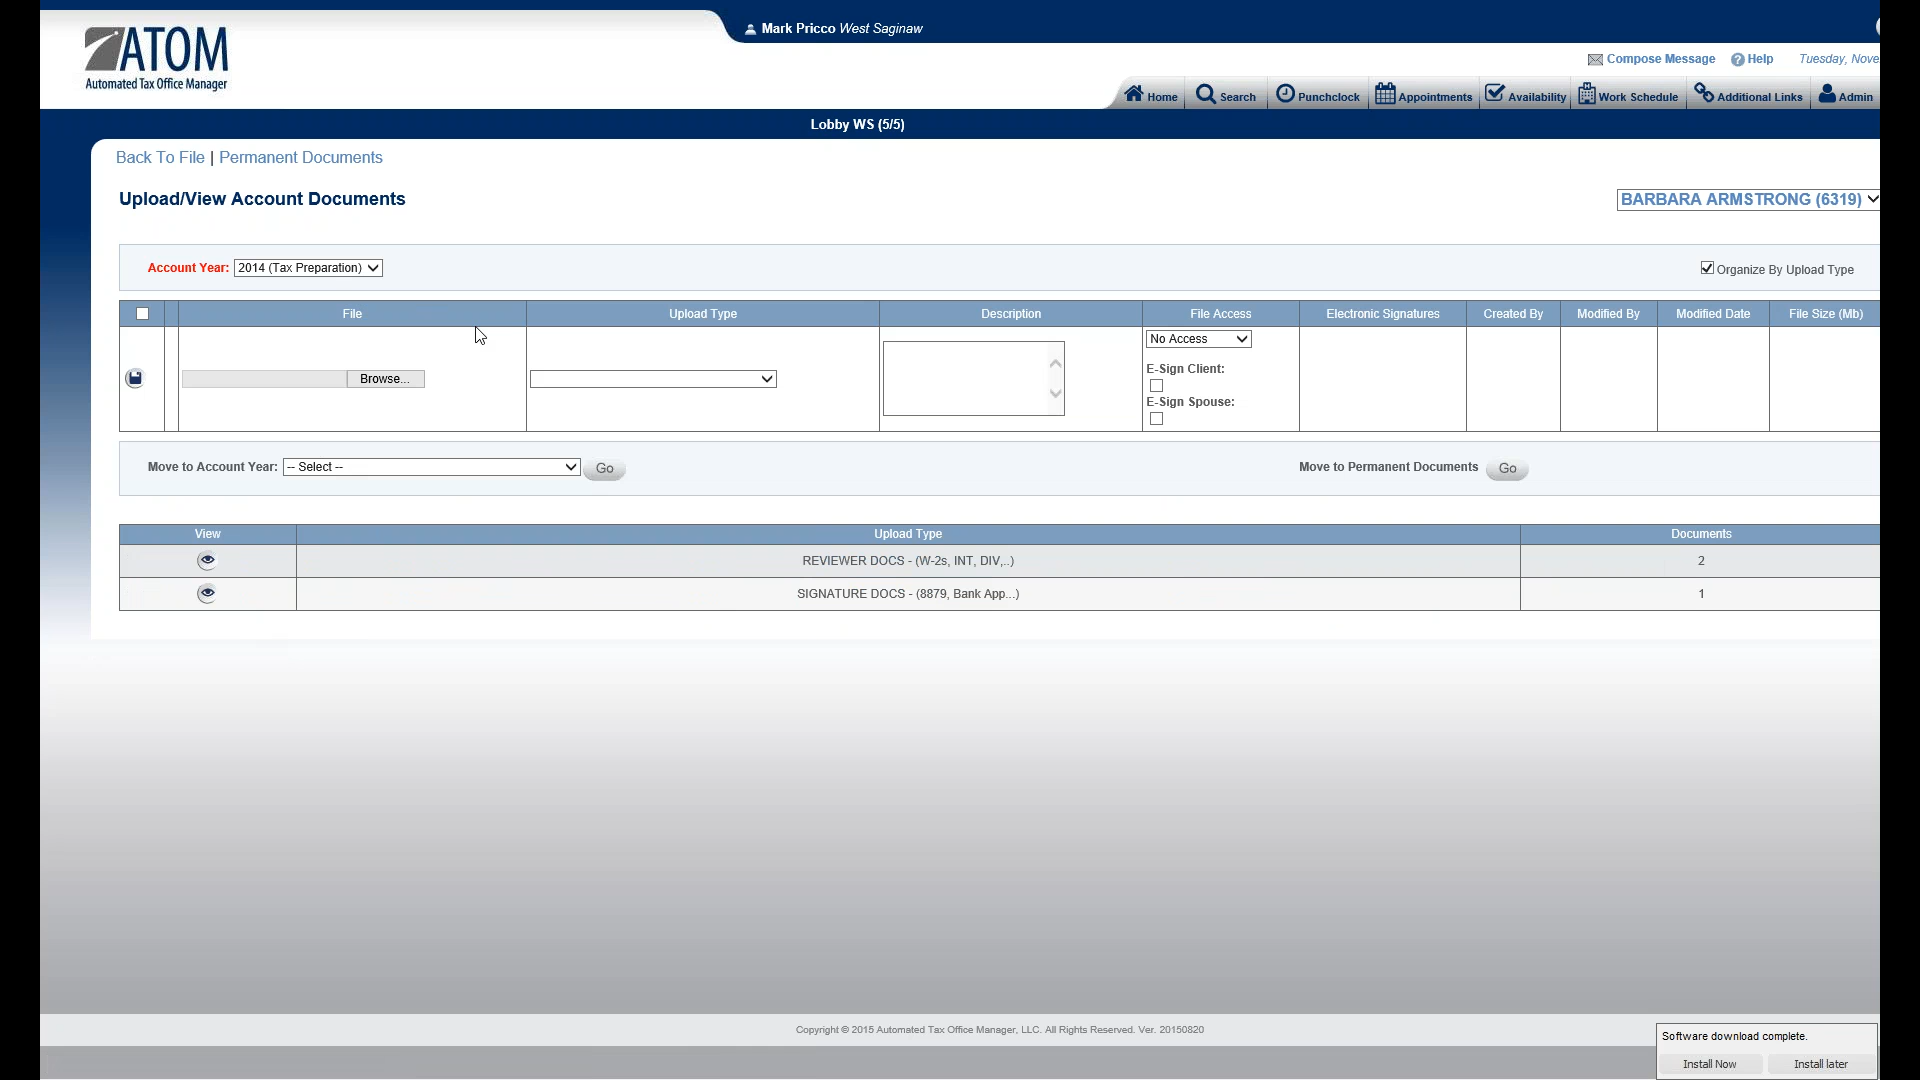 ATOM
Automated Tax Office Manager
Mark Pricco West Saginaw
Compose Message Help Tuesday, Nove
Home Search Punchclock Appointments Availability Work Schedule Additional Links Admin
Lobby WS (5/5)
Back To File | Permanent Documents
Upload/View Account Documents
BARBARA ARMSTRONG (6319)
Account Year: 2014 (Tax Preparation)
Organize By Upload Type
File Upload Type Description File Access Electronic Signatures Created By Modified By Modified Date File Size (Mb)
No Access
E-Sign Client:
Browse...
E-Sign Spouse:
Move to Account Year: -- Select -- Go
Move to Permanent Documents Go
View Upload Type Documents
REVIEWER DOCS - (W-2s, INT, DIV,..) 2
SIGNATURE DOCS - (8879, Bank App...) 1
Copyright © 2015 Automated Tax Office Manager, LLC. All Rights Reserved. Ver. 20150820
Software download complete.
Install Now Install later